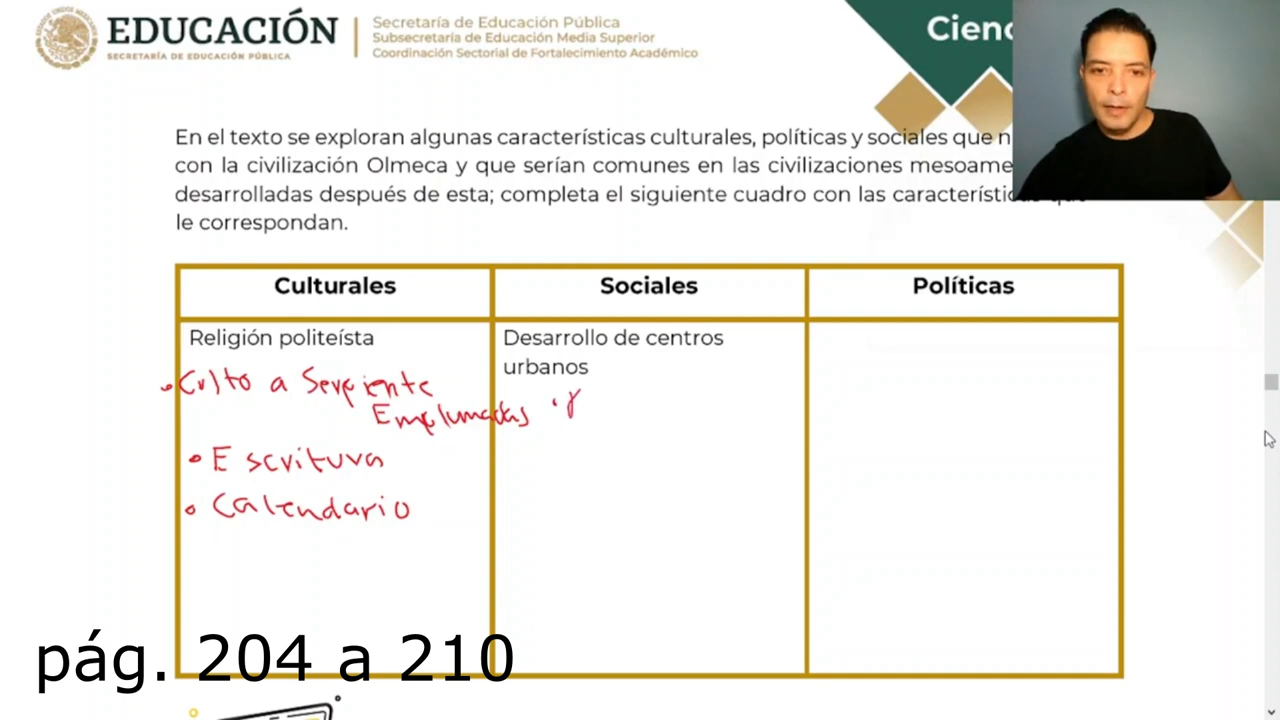 EDUCACIÓN
SECRETARÍA DE EDUCACIÓN PÚBLICA
Secretaría de Educación Pública
Subsecretaría de Educación Media Superior
Coordinación Sectorial de Fortalecimiento Académico
En el texto se exploran algunas características culturales, políticas y sociales que
con la civilización Olmeca y que serían comunes en las civilizaciones
desarrolladas después de esta; completa el siguiente cuadro con las
le correspondan.
Culturales Sociales Políticas
Religión politeísta
Desarrollo de centros
urbanos
• Culto a Serpiente
Emplumadas
• Escritura
• Calendario
pág. 204 a 210